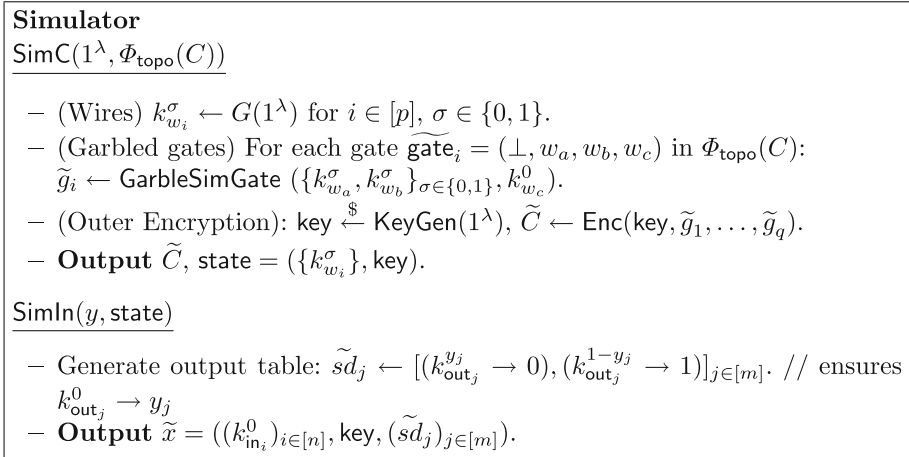 Simulator
SimC(1^λ, Φ_topo(C))
– (Wires) k^σ_{w_i} ← G(1^λ) for i ∈ [p], σ ∈ {0, 1}.
– (Garbled gates) For each gate \widetilde{gate}_i = (⊥, w_a, w_b, w_c) in Φ_topo(C):
g̃_i ← GarbleSimGate ({k^σ_{w_a}, k^σ_{w_b}}_{σ∈{0,1}}, k^0_{w_c}).
– (Outer Encryption): key ←^$ KeyGen(1^λ), C̃ ← Enc(key, g̃_1, . . . , g̃_q).
– Output C̃, state = ({k^σ_{w_i}}, key).
SimIn(y, state)
– Generate output table: \widetilde{sd}_j ← [(k^{y_j}_{out_j} → 0), (k^{1−y_j}_{out_j} → 1)]_{j∈[m]}. // ensures
k^0_{out_j} → y_j
– Output x̃ = ((k^0_{in_i})_{i∈[n]}, key, (\widetilde{sd}_j)_{j∈[m]}).